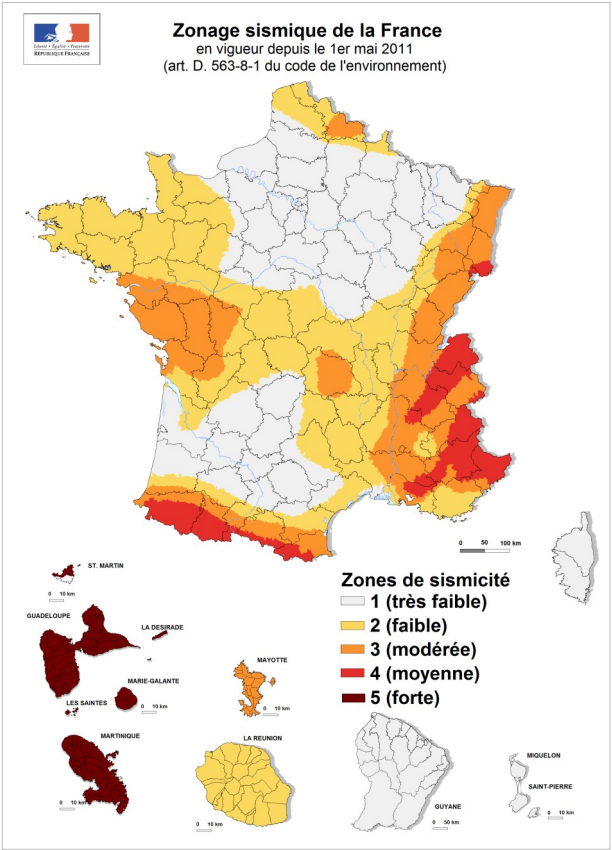 Liberté • Égalité • Fraternité
RÉPUBLIQUE FRANÇAISE
Zonage sismique de la France
en vigueur depuis le 1er mai 2011
(art. D. 563-8-1 du code de l'environnement)
0 50 100 km
ST. MARTIN
0 10 km
GUADELOUPE
LA DESIRADE
MARIE-GALANTE
0 10 km
LES SAINTES
MARTINIQUE
0 10 km
MAYOTTE
0 10 km
LA REUNION
0 10 km
Zones de sismicité
1 (très faible)
2 (faible)
3 (modérée)
4 (moyenne)
5 (forte)
GUYANE
0 50 km
MIQUELON
SAINT-PIERRE
0 10 km